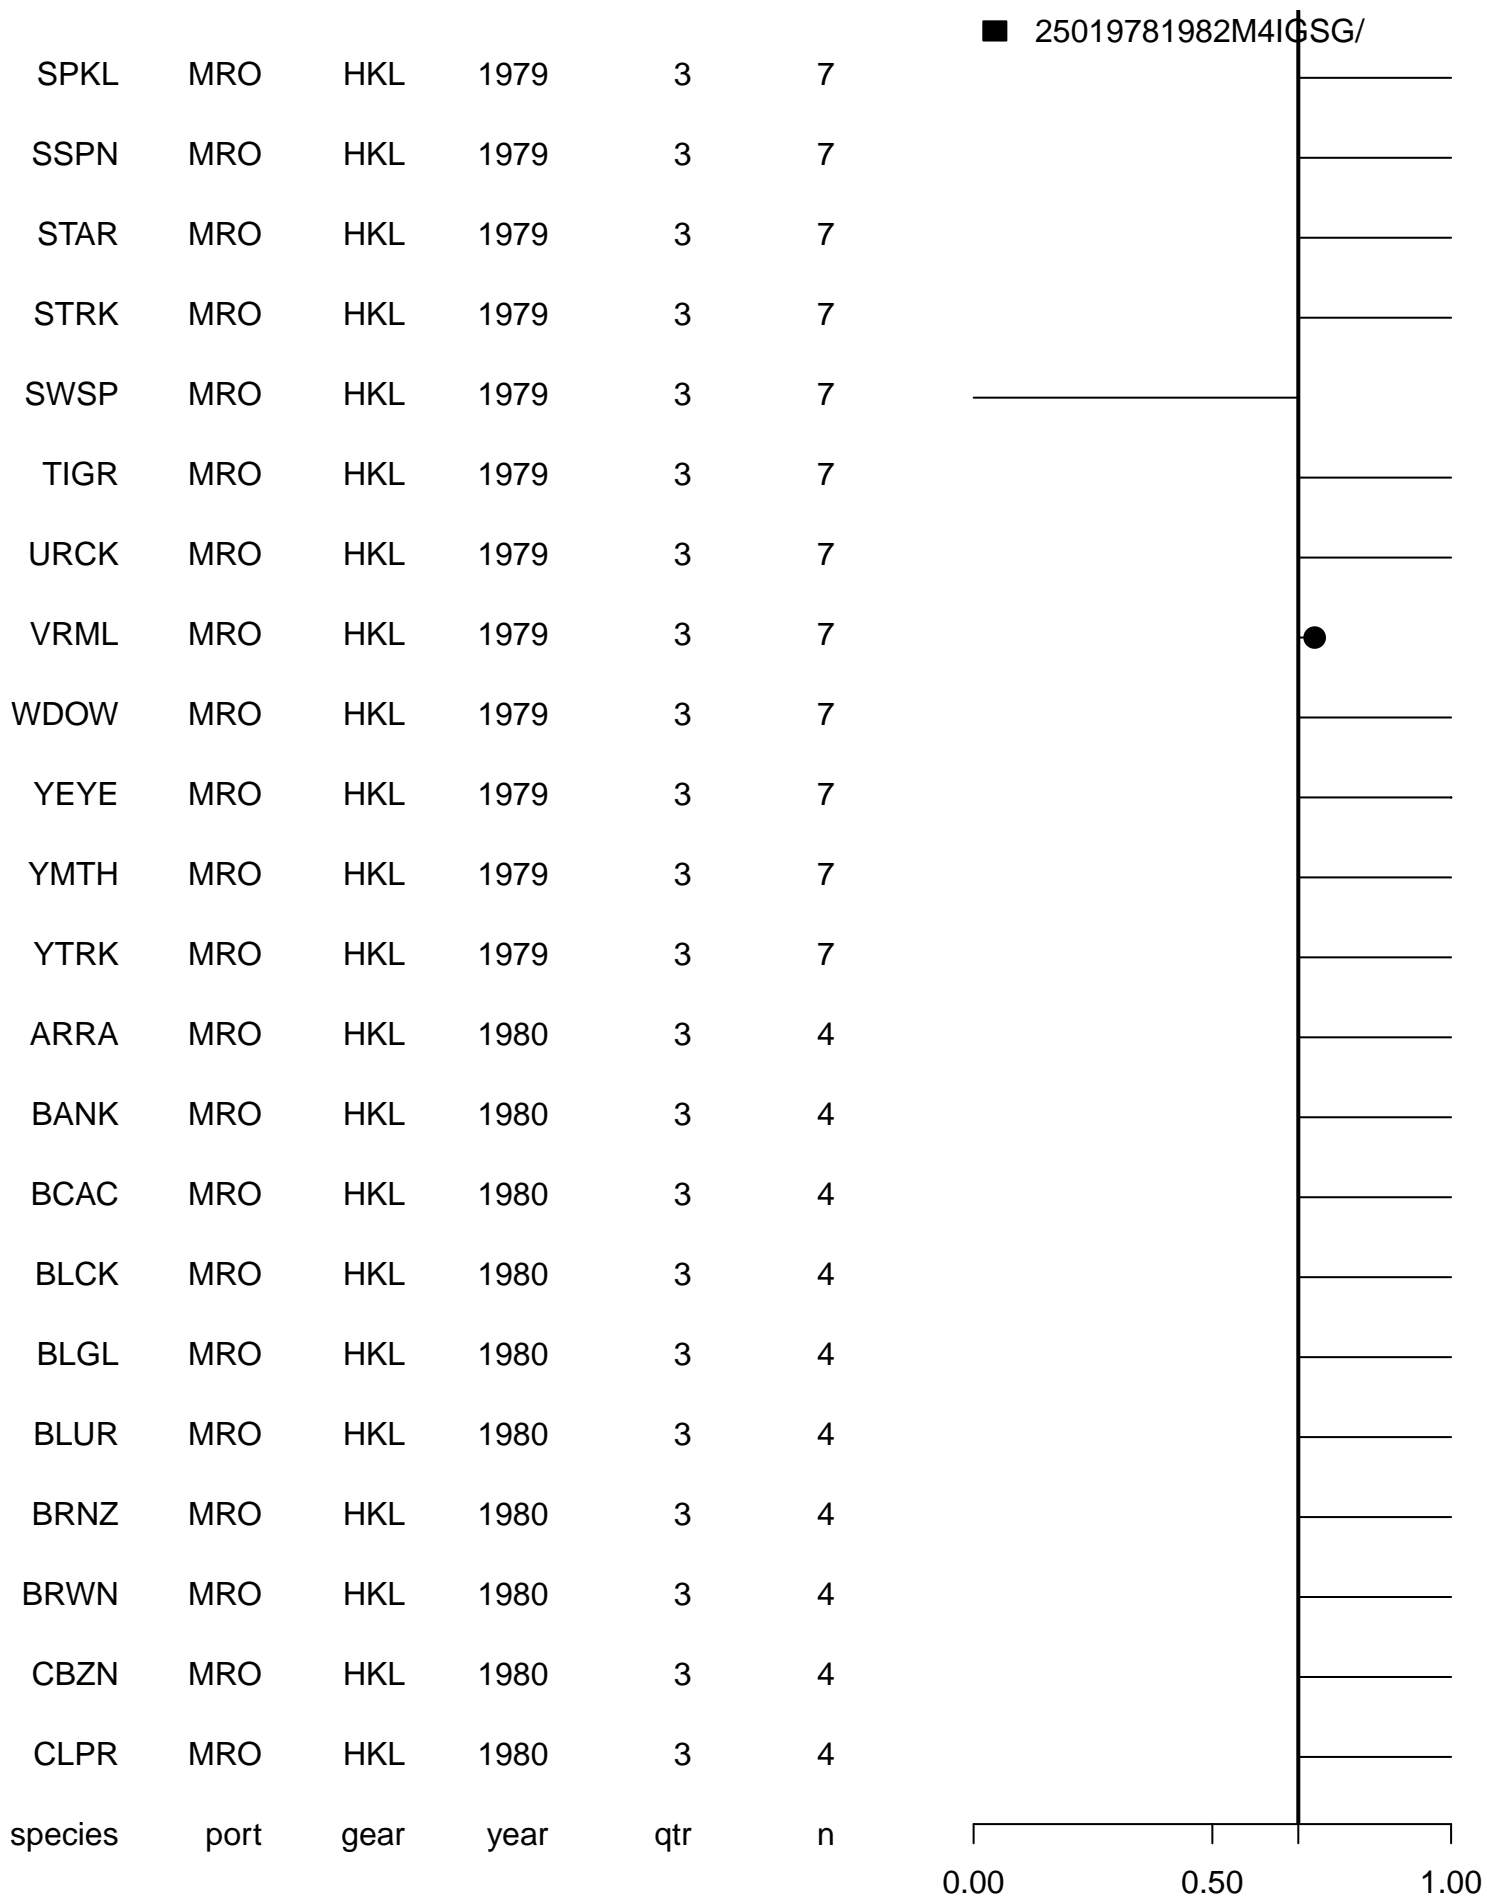 25019781982M4IGSG/
SPKL MRO HKL 1979 3 7
SSPN MRO HKL 1979 3 7
STAR MRO HKL 1979 3 7
STRK MRO HKL 1979 3 7
SWSP MRO HKL 1979 3 7
TIGR MRO HKL 1979 3 7
URCK MRO HKL 1979 3 7
VRML MRO HKL 1979 3 7
WDOW MRO HKL 1979 3 7
YEYE MRO HKL 1979 3 7
YMTH MRO HKL 1979 3 7
YTRK MRO HKL 1979 3 7
ARRA MRO HKL 1980 3 4
BANK MRO HKL 1980 3 4
BCAC MRO HKL 1980 3 4
BLCK MRO HKL 1980 3 4
BLGL MRO HKL 1980 3 4
BLUR MRO HKL 1980 3 4
BRNZ MRO HKL 1980 3 4
BRWN MRO HKL 1980 3 4
CBZN MRO HKL 1980 3 4
CLPR MRO HKL 1980 3 4
species port gear year qtr n
0.00 0.50 1.00